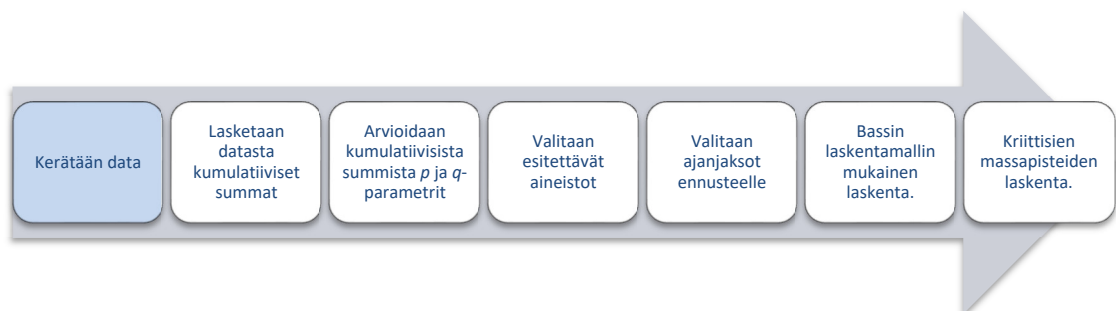 Kerätään data
Lasketaan
datasta
kumulatiiviset
summat
Arvioidaan
kumulatiivisista
summista p ja q-
parametrit
Valitaan
esitettävät
aineistot
Valitaan
ajanjaksot
ennusteelle
Bassin
laskentamallin
mukainen
laskenta.
Kriittisien
massapisteiden
laskenta.